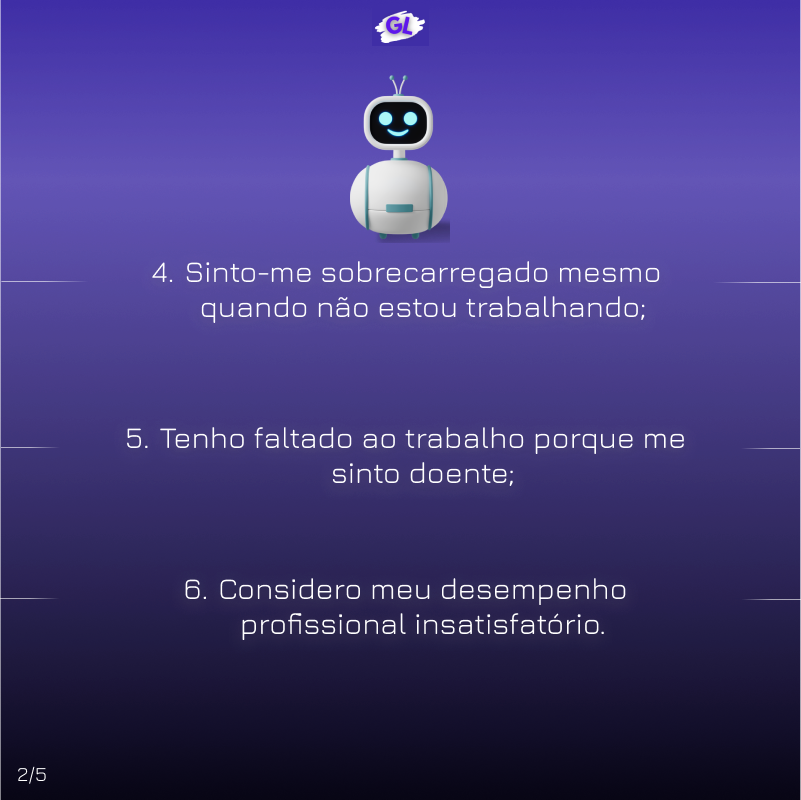 GL
4. Sinto-me sobrecarregado mesmo
quando não estou trabalhando;
5. Tenho faltado ao trabalho porque me
sinto doente;
6. Considero meu desempenho
profissional insatisfatório.
2/5